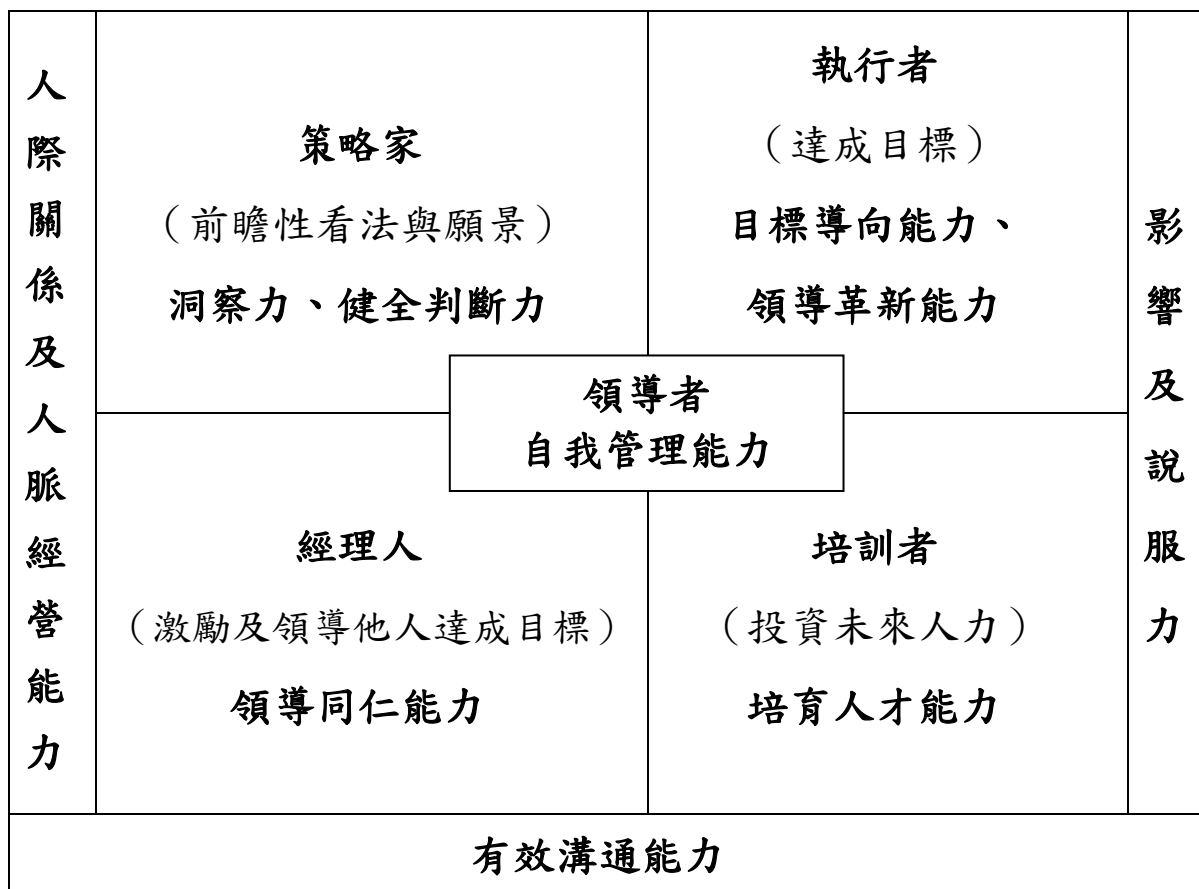 人際關係及人脈經營能力
策略家
（前瞻性看法與願景）
洞察力、健全判斷力
執行者
（達成目標）
目標導向能力、
領導革新能力
領導者
自我管理能力
經理人
（激勵及領導他人達成目標）
領導同仁能力
培訓者
（投資未來人力）
培育人才能力
影響及說服力
有效溝通能力